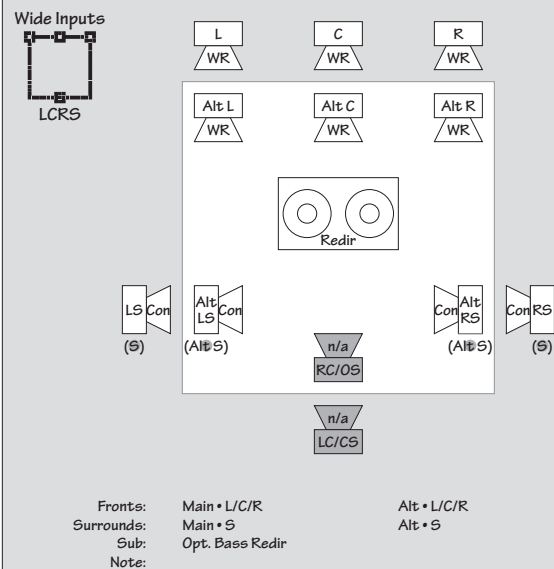 Wide Inputs
LCRS
L C R
WR WR WR
Alt L Alt C Alt R
WR WR WR
Redir
LS Con Alt LS Con Con Alt RS Con RS
(S) (Alt S) (Alt S) (S)
n/a
RC/OS
n/a
LC/CS
Fronts: Main • L/C/R Alt • L/C/R
Surrounds: Main • S Alt • S
Sub: Opt. Bass Redir
Note: